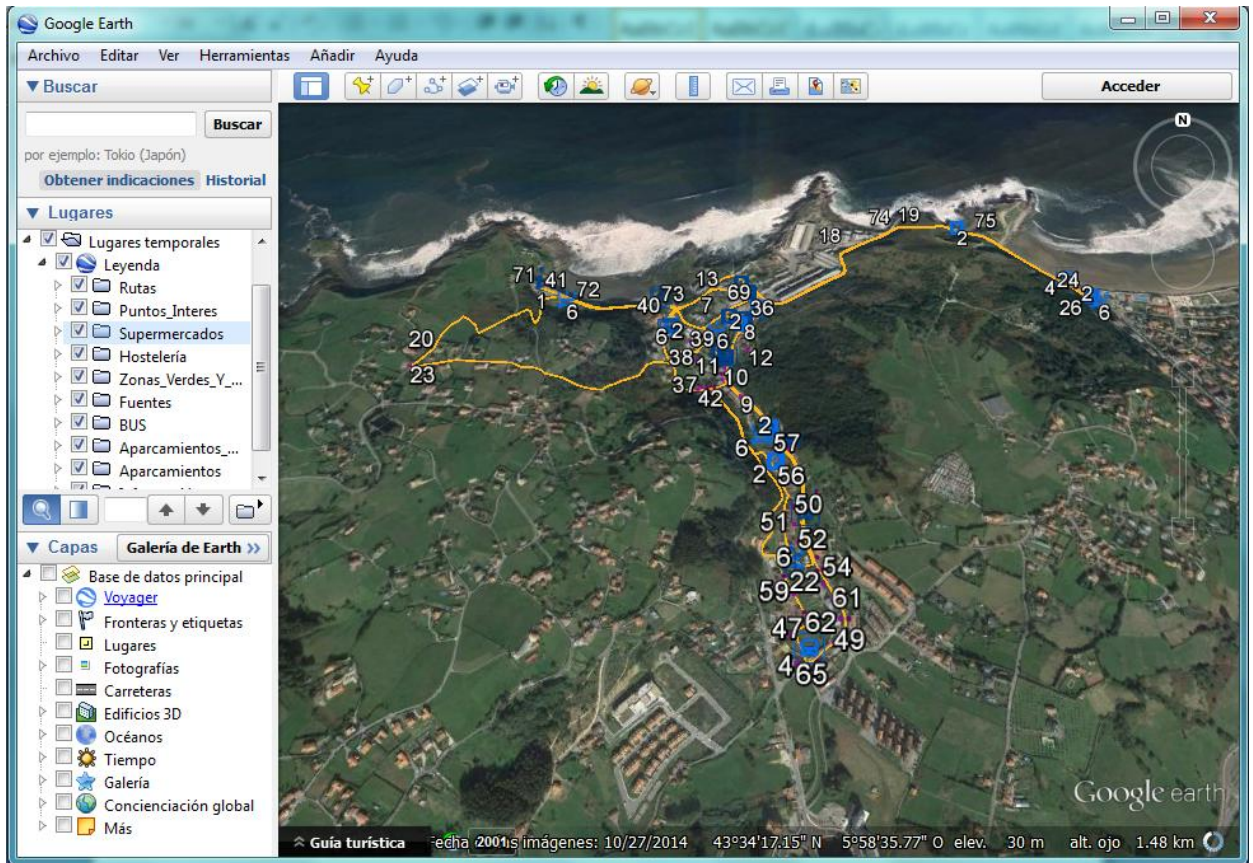 Google Earth
Archivo Editar Ver Herramientas Añadir Ayuda
Buscar
Acceder
Buscar
por ejemplo: Tokio (Japón)
Obtener indicaciones Historial
Lugares
Lugares temporales
Leyenda
Rutas
Puntos_Interes
Supermercados
Hostelería
Zonas_Verdes_Y_...
Fuentes
BUS
Aparcamientos_...
Aparcamientos
Capas Galería de Earth >>
Base de datos principal
Voyager
Fronteras y etiquetas
Lugares
Fotografías
Carreteras
Edificios 3D
Océanos
Tiempo
Galería
Concienciación global
Más
N
74 19 75
18 2
71 41 72 13 69
1 6 40 73 7 36
24
4 2
26 6
20 6 2 39 6 2 8
23 38 11 12
37 42 10
9
2
6 57
2 56
50
51 52
6 54
59 22 61
47 62 49
4 65
Google earth
Guía turística
2001
imágenes: 10/27/2014 43°34'17.15" N 5°58'35.77" O elev. 30 m alt. ojo 1.48 km